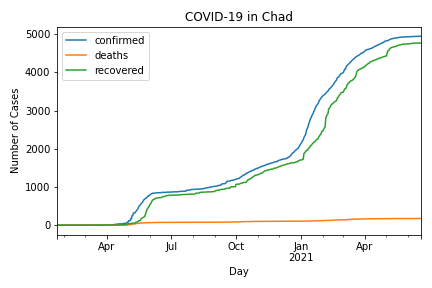 COVID-19 in Chad
confirmed
deaths
recovered
Number of Cases
5000
4000
3000
2000
1000
0
Apr
Jul
Oct
Jan
2021
Apr
Day